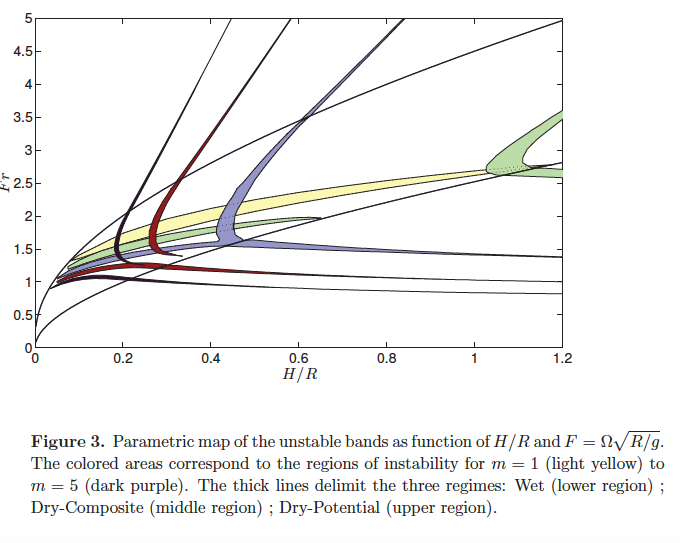 5
4.5
4
3.5
3
Fr
2.5
2
1.5
1
0.5
0
0 0.2 0.4 0.6 0.8 1 1.2
H/R
Figure 3. Parametric map of the unstable bands as function of H/R and F = Ω√R/g.
The colored areas correspond to the regions of instability for m = 1 (light yellow) to
m = 5 (dark purple). The thick lines delimit the three regimes: Wet (lower region) ;
Dry-Composite (middle region) ; Dry-Potential (upper region).